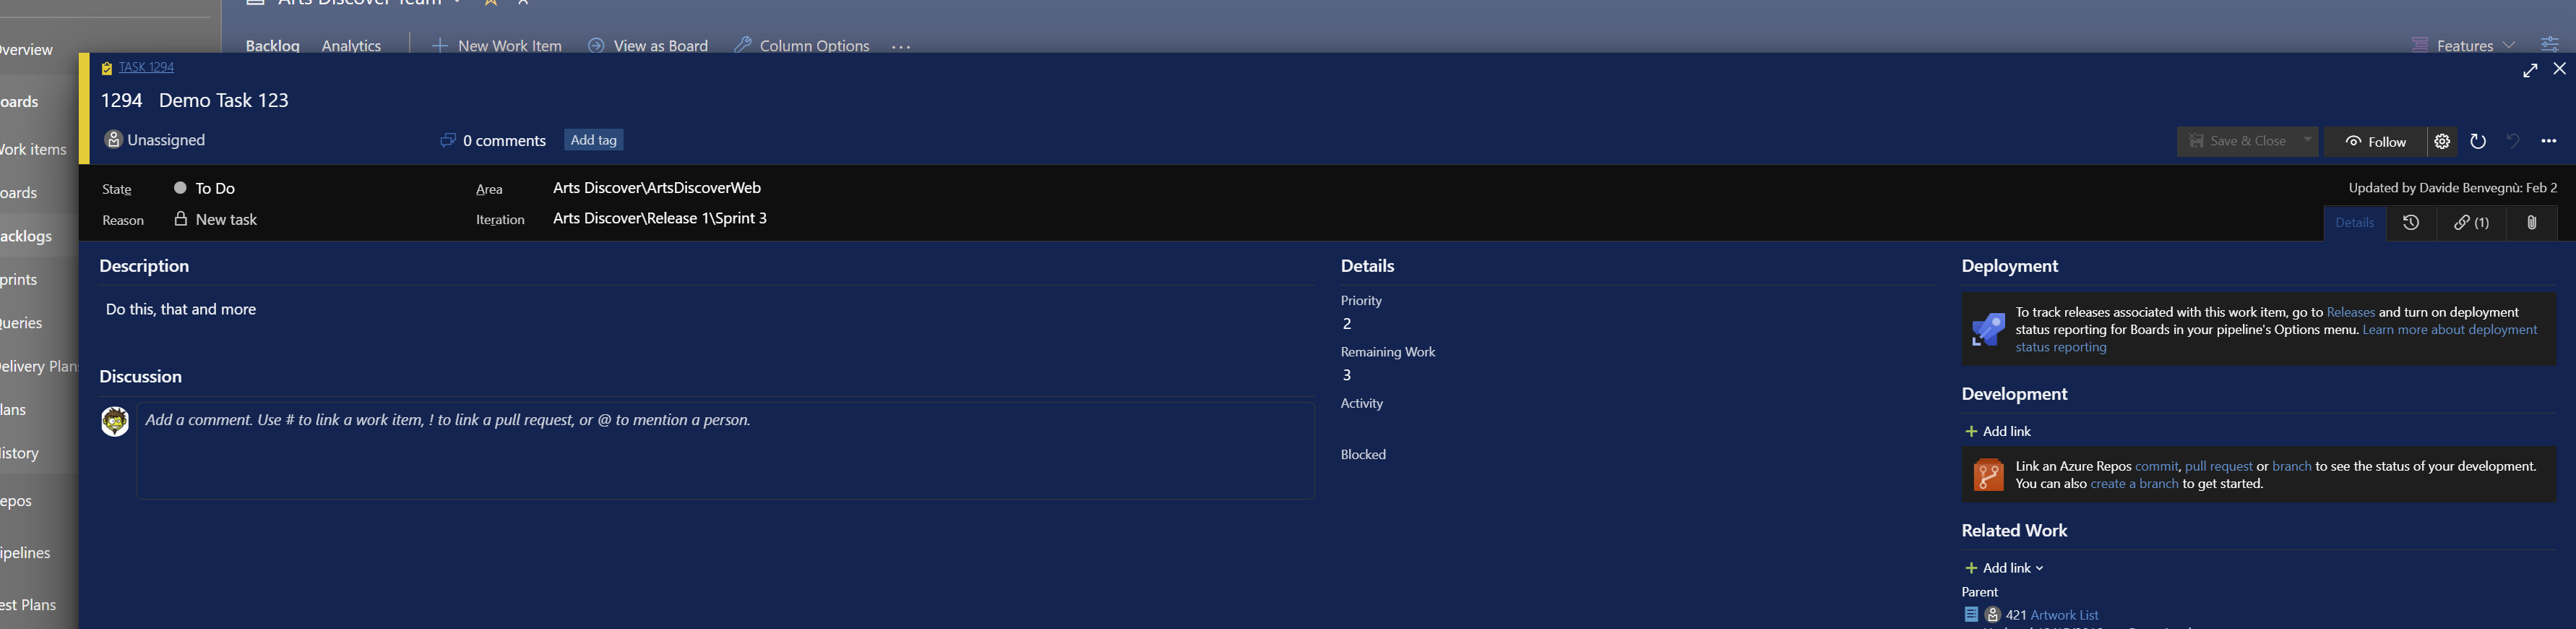 Arts Discover Team
Backlog Analytics New Work Item View as Board Column Options ... Features
TASK 1294
1294 Demo Task 123
Unassigned 0 comments Add tag Save & Close Follow
State To Do Area Arts Discover\ArtsDiscoverWeb Updated by Davide Benvegnù: Feb 2
Reason New task Iteration Arts Discover\Release 1\Sprint 3 Details (1)
verview
oards
ork items
oards
acklogs
prints
ueries
elivery Plan
lans
istory
epos
ipelines
est Plans
Description
Do this, that and more
Discussion
Add a comment. Use # to link a work item, ! to link a pull request, or @ to mention a person.
Details
Priority
2
Remaining Work
3
Activity
Blocked
Deployment
To track releases associated with this work item, go to Releases and turn on deployment
status reporting for Boards in your pipeline's Options menu. Learn more about deployment
status reporting
Development
+ Add link
Link an Azure Repos commit, pull request or branch to see the status of your development.
You can also create a branch to get started.
Related Work
+ Add link
Parent
421 Artwork List